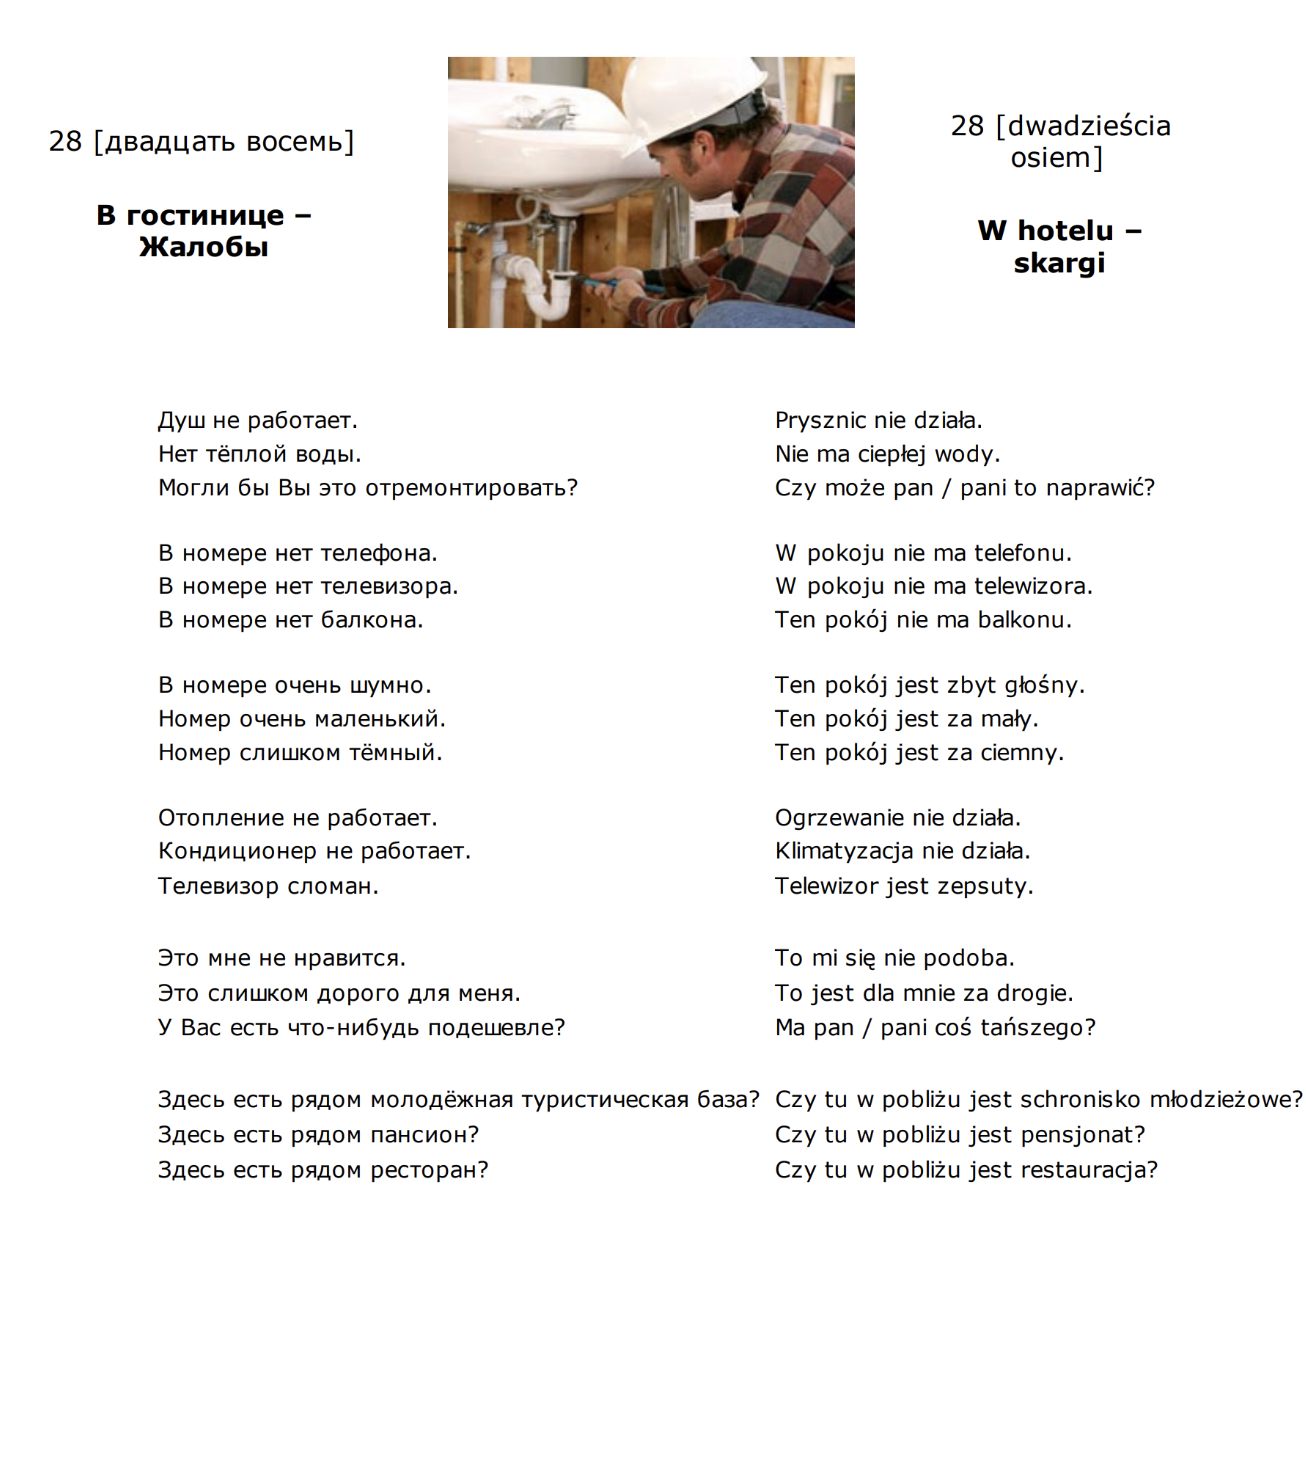 28 [двадцать восемь]
В гостинице –
Жалобы
28 [dwadzieścia
osiem]
W hotelu –
skargi
Душ не работает.
Нет тёплой воды.
Могли бы Вы это отремонтировать?
В номере нет телефона.
В номере нет телевизора.
В номере нет балкона.
В номере очень шумно.
Номер очень маленький.
Номер слишком тёмный.
Отопление не работает.
Кондиционер не работает.
Телевизор сломан.
Это мне не нравится.
Это слишком дорого для меня.
У Вас есть что-нибудь подешевле?
Здесь есть рядом молодёжная туристическая база?
Здесь есть рядом пансион?
Здесь есть рядом ресторан?
Prysznic nie działa.
Nie ma ciepłej wody.
Czy może pan / pani to naprawić?
W pokoju nie ma telefonu.
W pokoju nie ma telewizora.
Ten pokój nie ma balkonu.
Ten pokój jest zbyt głośny.
Ten pokój jest za mały.
Ten pokój jest za ciemny.
Ogrzewanie nie działa.
Klimatyzacja nie działa.
Telewizor jest zepsuty.
To mi się nie podoba.
To jest dla mnie za drogie.
Ma pan / pani coś tańszego?
Czy tu w pobliżu jest schronisko młodzieżowe?
Czy tu w pobliżu jest pensjonat?
Czy tu w pobliżu jest restauracja?